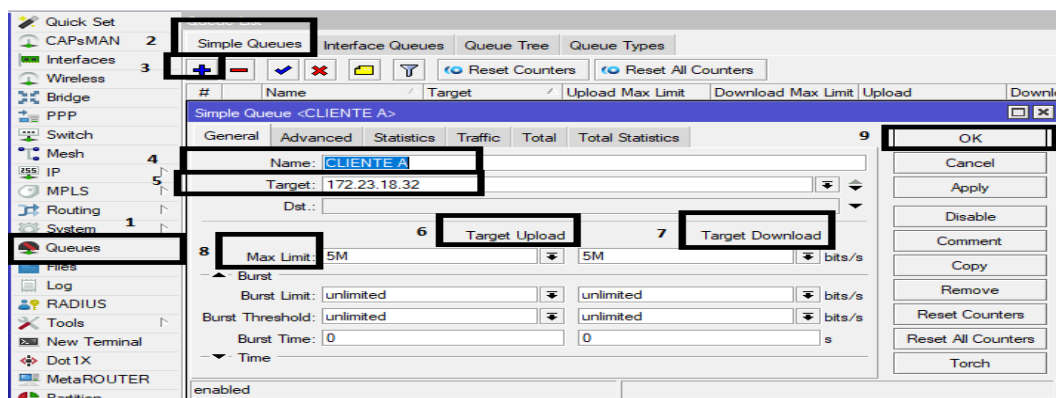 Quick Set
CAPsMAN
Interfaces
Wireless
Bridge
PPP
Switch
Mesh
IP
MPLS
Routing
System
Queues
Files
Log
RADIUS
Tools
New Terminal
Dot1X
MetaROUTER
Partition
1
2
3
Queue List
Simple Queues Interface Queues Queue Tree Queue Types
Reset Counters Reset All Counters
# Name Target Upload Max Limit Download Max Limit Upload Downl
Simple Queue <CLIENTE A>
General Advanced Statistics Traffic Total Total Statistics
4 Name: CLIENTE A
5 Target: 172.23.18.32
Dst.:
6 Target Upload 7 Target Download
8 Max Limit: 5M 5M bits/s
Burst
Burst Limit: unlimited unlimited bits/s
Burst Threshold: unlimited unlimited bits/s
Burst Time: 0 0 s
Time
enabled
9 OK
Cancel
Apply
Disable
Comment
Copy
Remove
Reset Counters
Reset All Counters
Torch